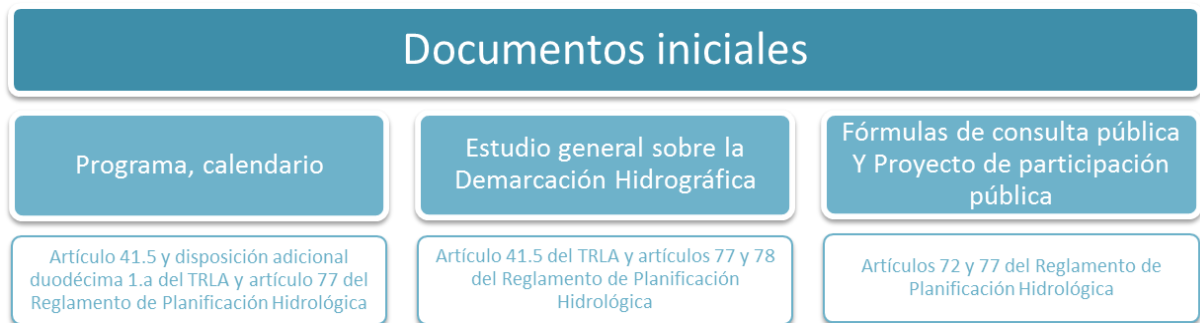 Documentos iniciales
Programa, calendario
Estudio general sobre la
Demarcación Hidrográfica
Fórmulas de consulta pública
Y Proyecto de participación
pública
Artículo 41.5 y disposición adicional
duodécima 1.a del TRLA y artículo 77 del
Reglamento de Planificación Hidrológica
Artículo 41.5 del TRLA y artículos 77 y 78
del Reglamento de Planificación
Hidrológica
Artículos 72 y 77 del Reglamento de
Planificación Hidrológica